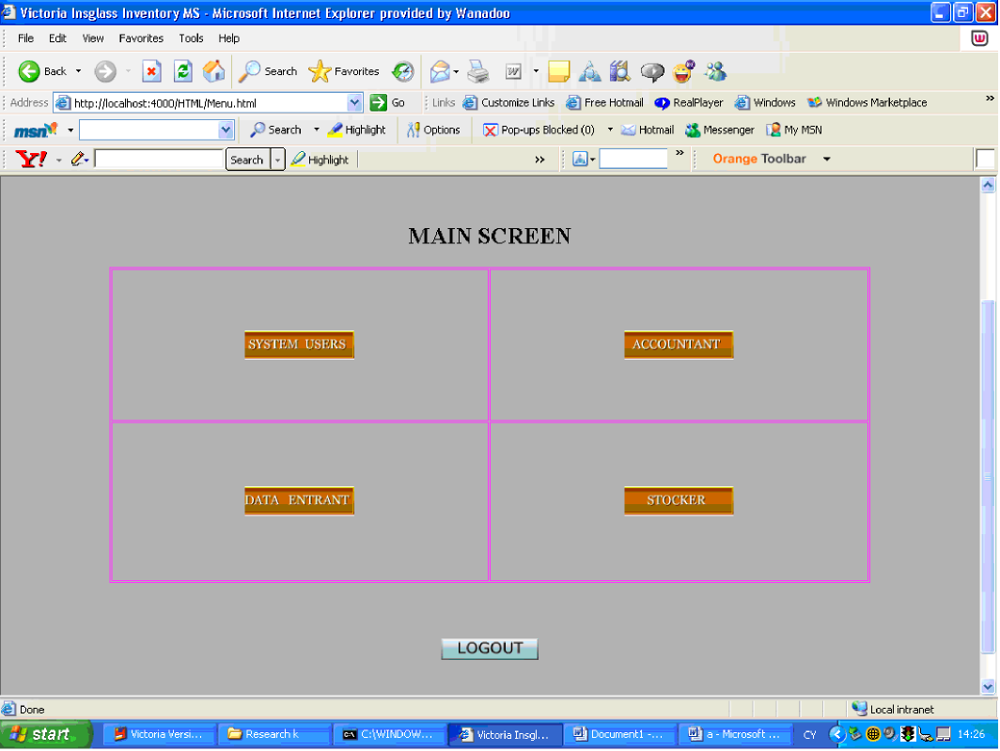 Victoria Insglass Inventory MS - Microsoft Internet Explorer provided by Wanadoo
File Edit View Favorites Tools Help
Back Search Favorites
Address http://localhost:4000/HTML/Menu.html Go Links Customize Links Free Hotmail RealPlayer Windows Windows Marketplace »
msn Search Highlight Options Pop-ups Blocked (0) Hotmail Messenger My MSN
Y! Search Highlight » » Orange Toolbar
MAIN SCREEN
SYSTEM USERS ACCOUNTANT
DATA ENTRANT STOCKER
LOGOUT
Done Local intranet
start Victoria Versi... Research k C:\WINDOW... Victoria Insgl... Document1 -... a - Microsoft ... CY 14:26